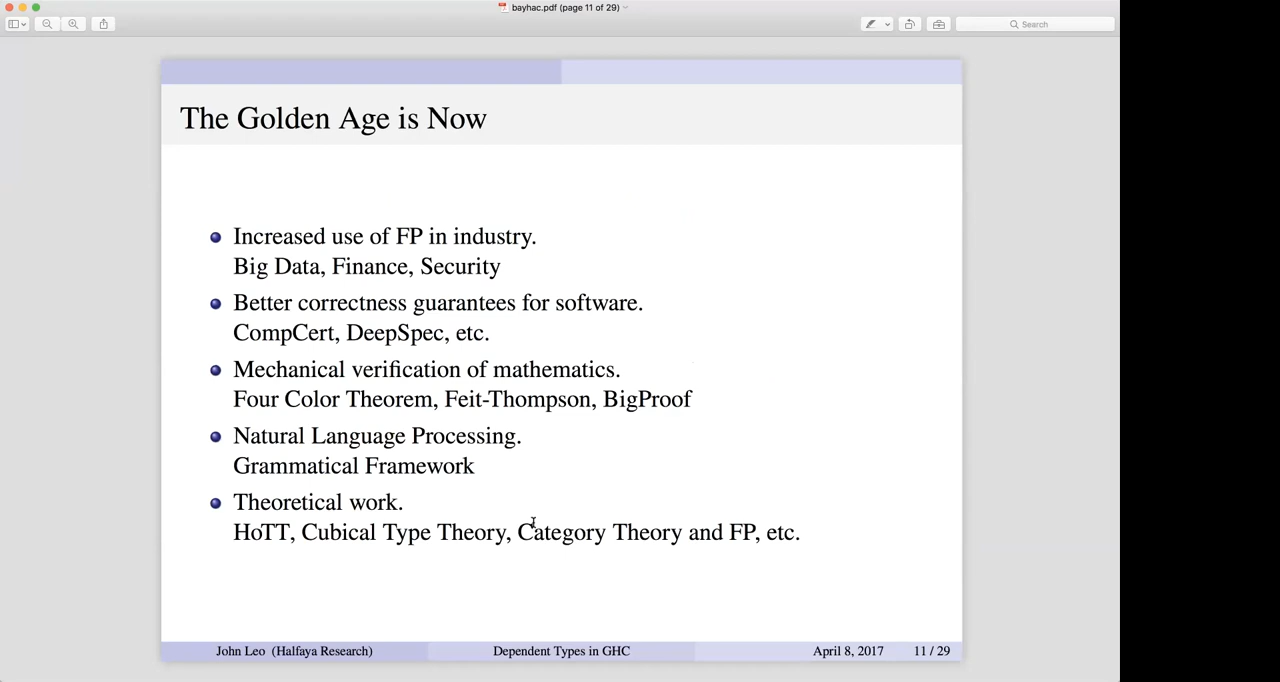 bayhac.pdf (page 11 of 29)
Search
The Golden Age is Now
Increased use of FP in industry.
Big Data, Finance, Security
Better correctness guarantees for software.
CompCert, DeepSpec, etc.
Mechanical verification of mathematics.
Four Color Theorem, Feit-Thompson, BigProof
Natural Language Processing.
Grammatical Framework
Theoretical work.
HoTT, Cubical Type Theory, Category Theory and FP, etc.
John Leo (Halfaya Research) Dependent Types in GHC April 8, 2017 11 / 29